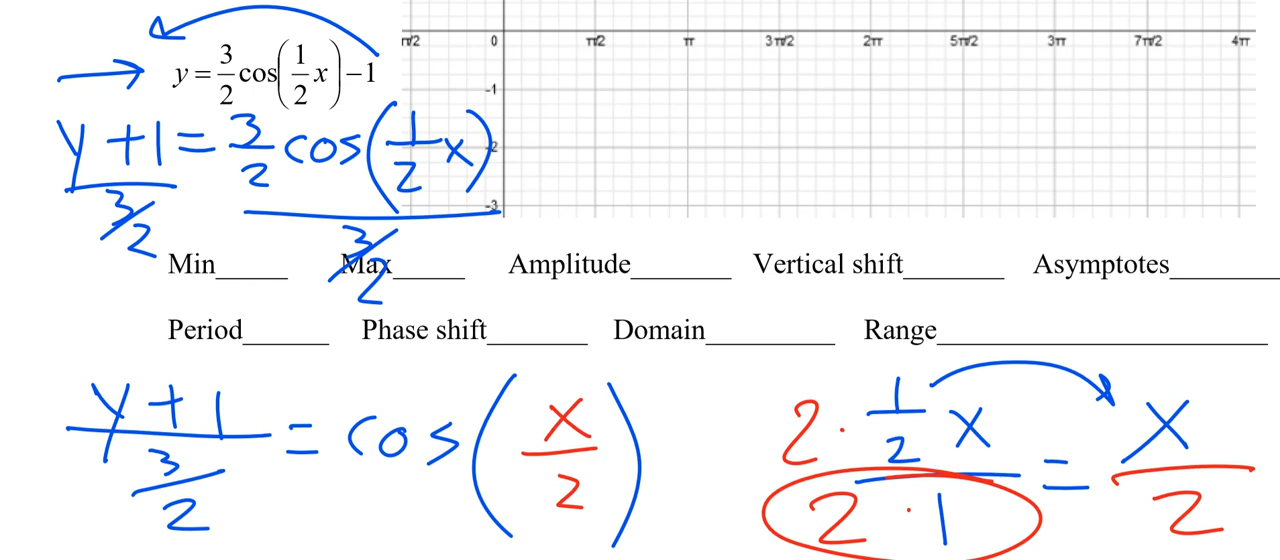 π/2 0 π/2 π 3π/2 2π 5π/2 3π 7π/2 4π
y = 3/2 cos(1/2 x) − 1
-1
y + 1 = 3/2 cos(1/2 x)
-2
3/2 3/2
-3
Min_____ Max_____ Amplitude_______ Vertical shift_______ Asymptotes________
Period______ Phase shift_______ Domain_________ Range_______________________
(y + 1)/(3/2) = cos(x/2)
2 · 1/2 x / 2 · 1 = x/2